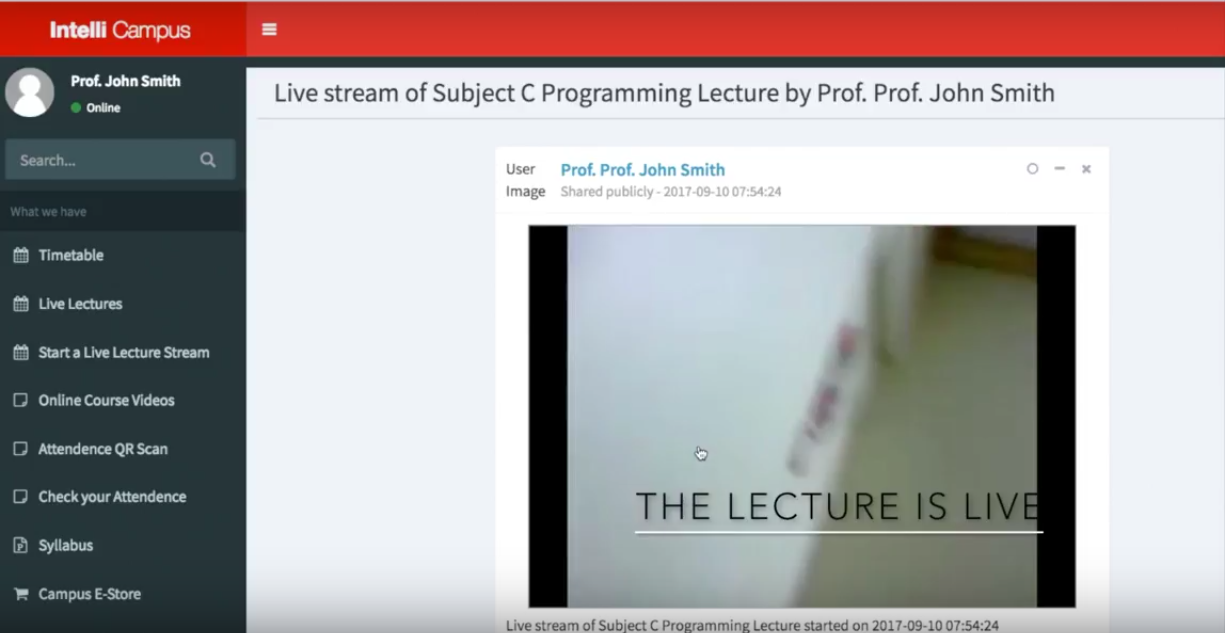 Intelli Campus
Prof. John Smith
Online
Search...
What we have
Timetable
Live Lectures
Start a Live Lecture Stream
Online Course Videos
Attendence QR Scan
Check your Attendence
Syllabus
Campus E-Store
Live stream of Subject C Programming Lecture by Prof. Prof. John Smith
User Image
Prof. Prof. John Smith
Shared publicly - 2017-09-10 07:54:24
THE LECTURE IS LIVE
Live stream of Subject C Programming Lecture started on 2017-09-10 07:54:24